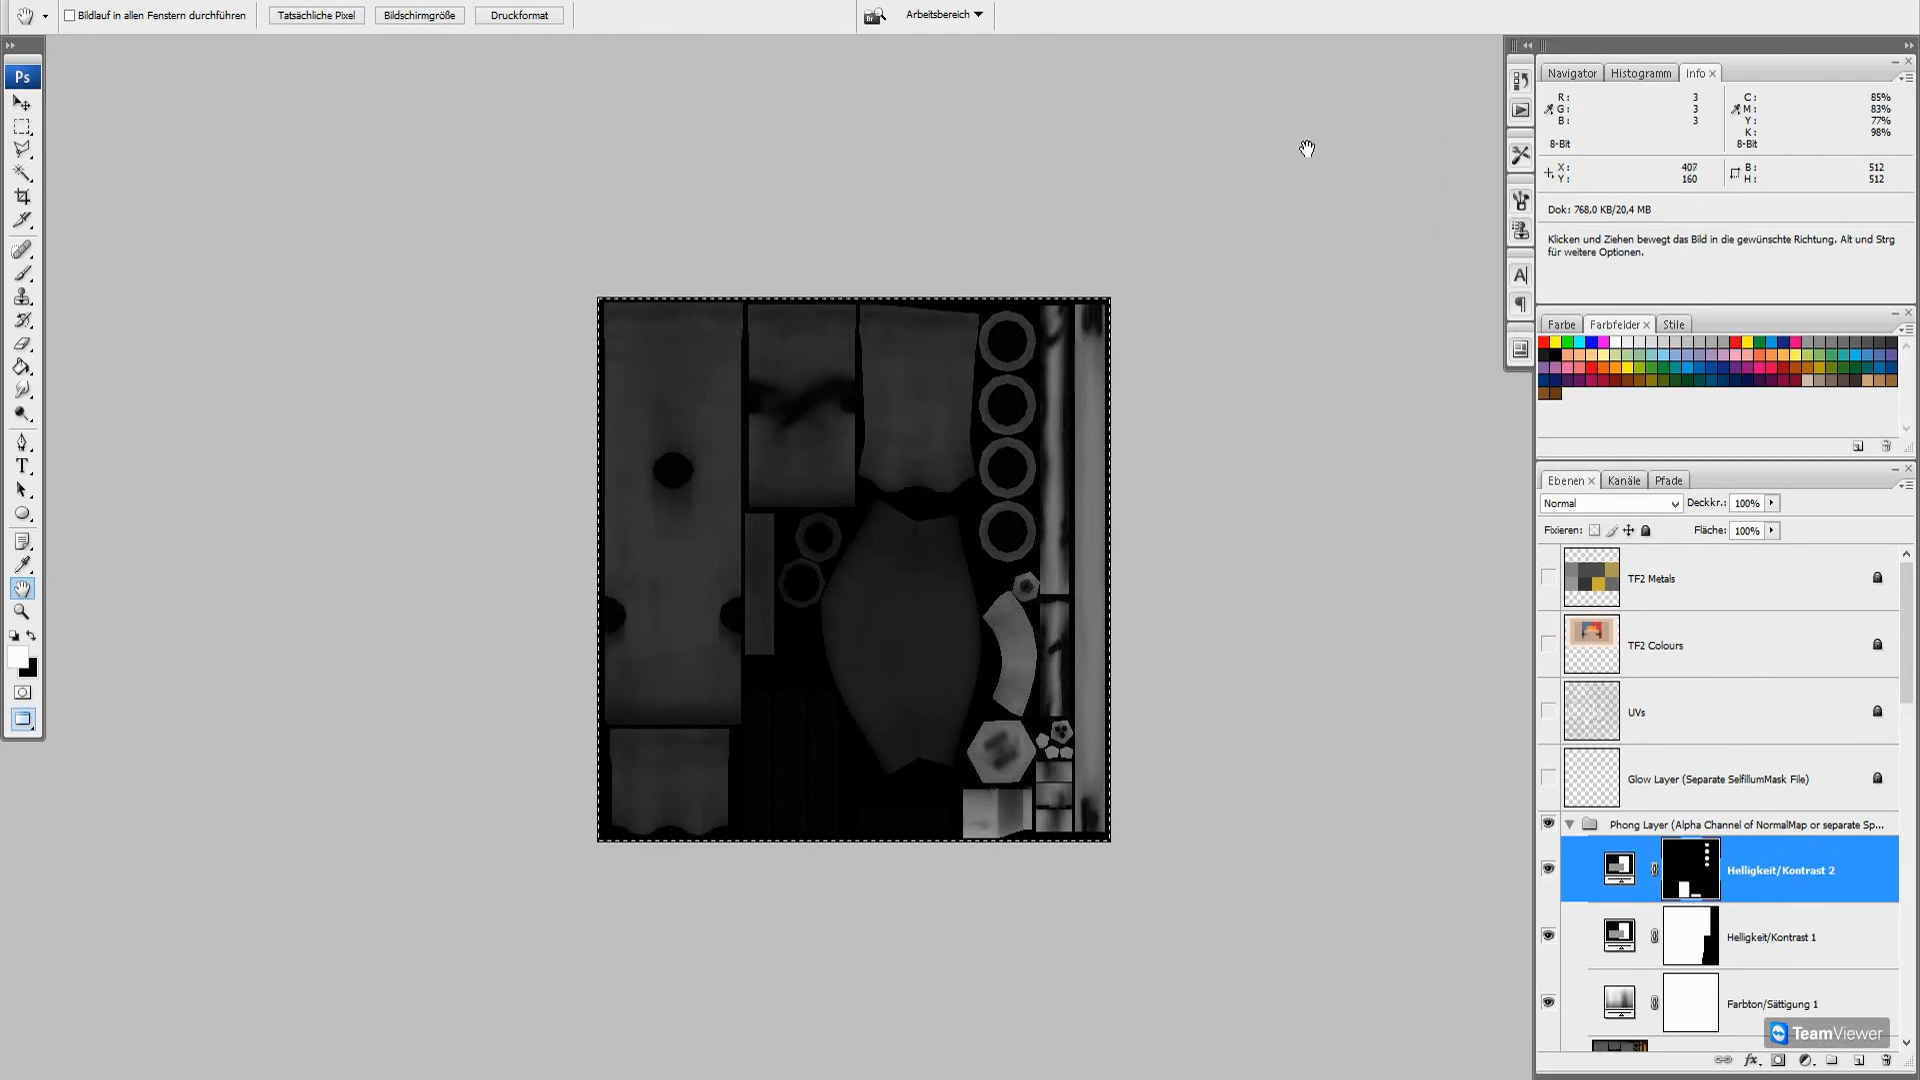 Bildlauf in allen Fenstern durchführen
Tatsächliche Pixel
Bildschirmgröße
Druckformat
Br
Arbeitsbereich
Ps
T
A
Navigator
Histogramm
Info
R: 3
G: 3
B: 3
8-Bit
C: 85%
M: 83%
Y: 77%
K: 98%
8-Bit
X: 407
Y: 160
B: 512
H: 512
Dok: 768,0 KB/20,4 MB
Klicken und Ziehen bewegt das Bild in die gewünschte Richtung. Alt und Strg
für weitere Optionen.
Farbe
Farbfelder
Stile
Ebenen
Kanäle
Pfade
Normal
Deckkr.: 100%
Fixieren:
Fläche: 100%
TF2 Metals
TF2 Colours
UVs
Glow Layer (Separate SelfIllumMask File)
Phong Layer (Alpha Channel of NormalMap or separate Sp...
Helligkeit/Kontrast 2
Helligkeit/Kontrast 1
Farbton/Sättigung 1
TeamViewer
fx